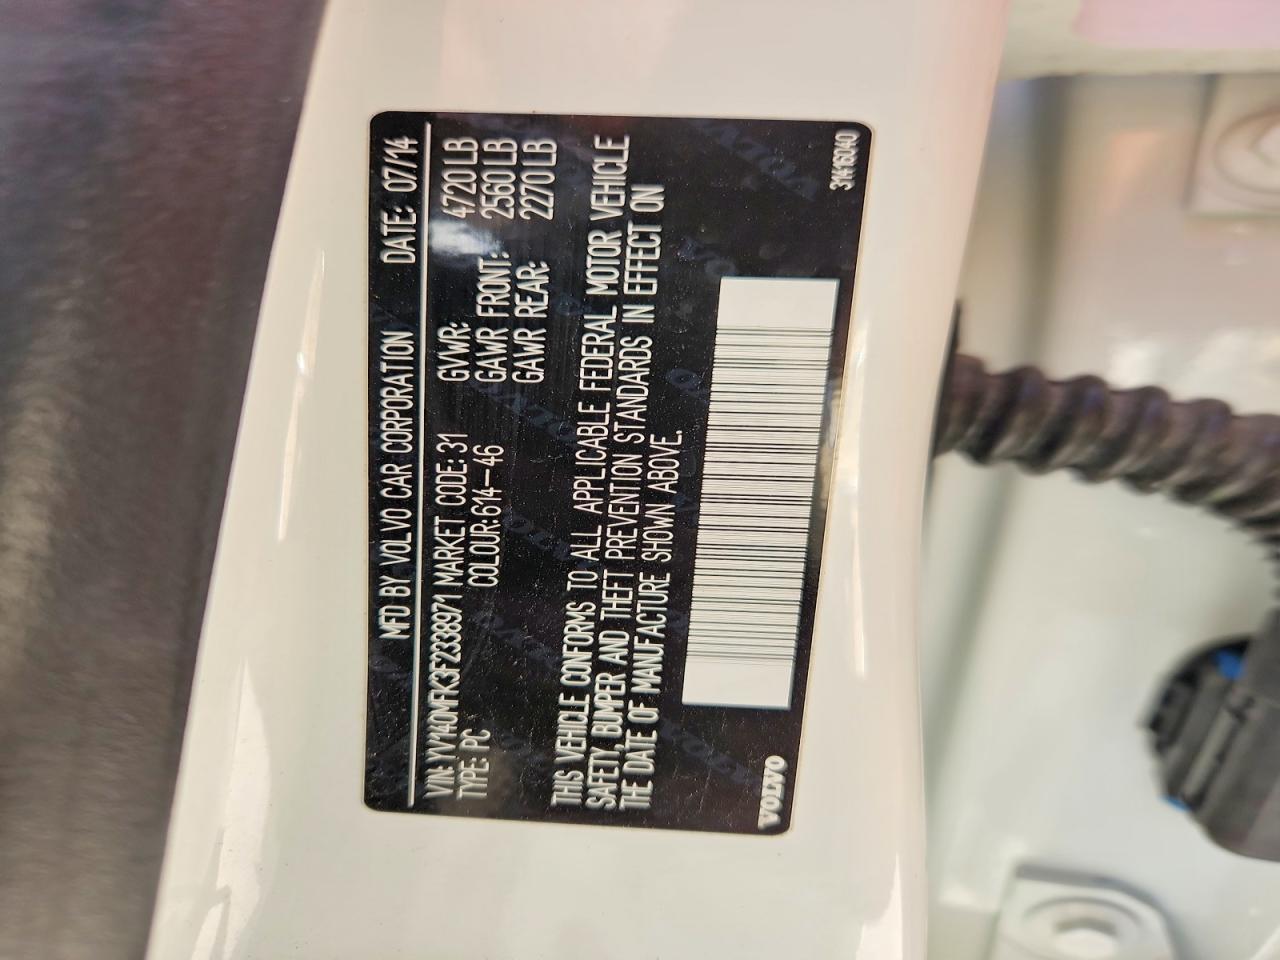 MFD BY VOLVO CAR CORPORATION DATE: 07/14
VIN: YV140MFK3F2338971 MARKET CODE: 31 GVWR: 4720 LB
TYPE: PC COLOUR: 614-46 GAWR FRONT: 2560 LB
GAWR REAR: 2270 LB
THIS VEHICLE CONFORMS TO ALL APPLICABLE FEDERAL MOTOR VEHICLE
SAFETY, BUMPER AND THEFT PREVENTION STANDARDS IN EFFECT ON
THE DATE OF MANUFACTURE SHOWN ABOVE.
VOLVO 31416040